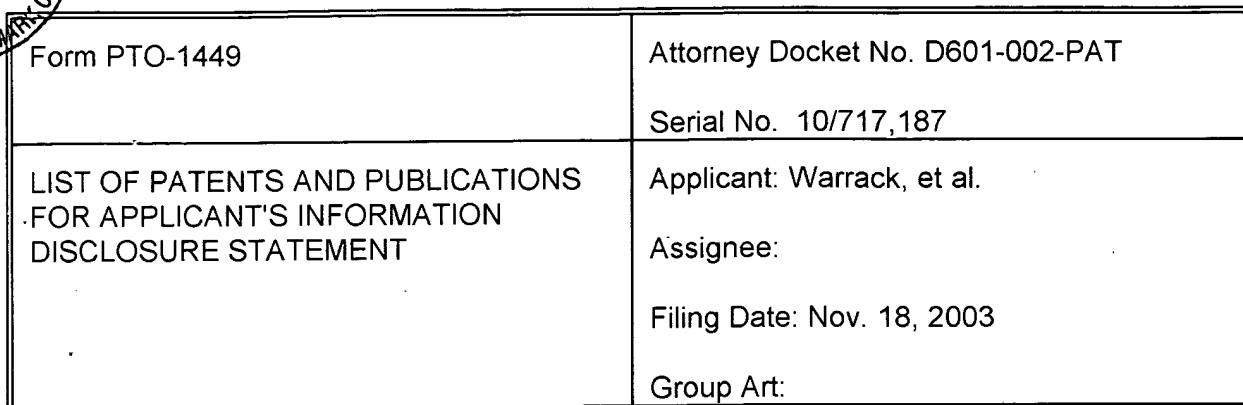 Form PTO-1449
Attorney Docket No. D601-002-PAT
Serial No. 10/717,187
LIST OF PATENTS AND PUBLICATIONS
FOR APPLICANT'S INFORMATION
DISCLOSURE STATEMENT
Applicant: Warrack, et al.
Assignee:
Filing Date: Nov. 18, 2003
Group Art: